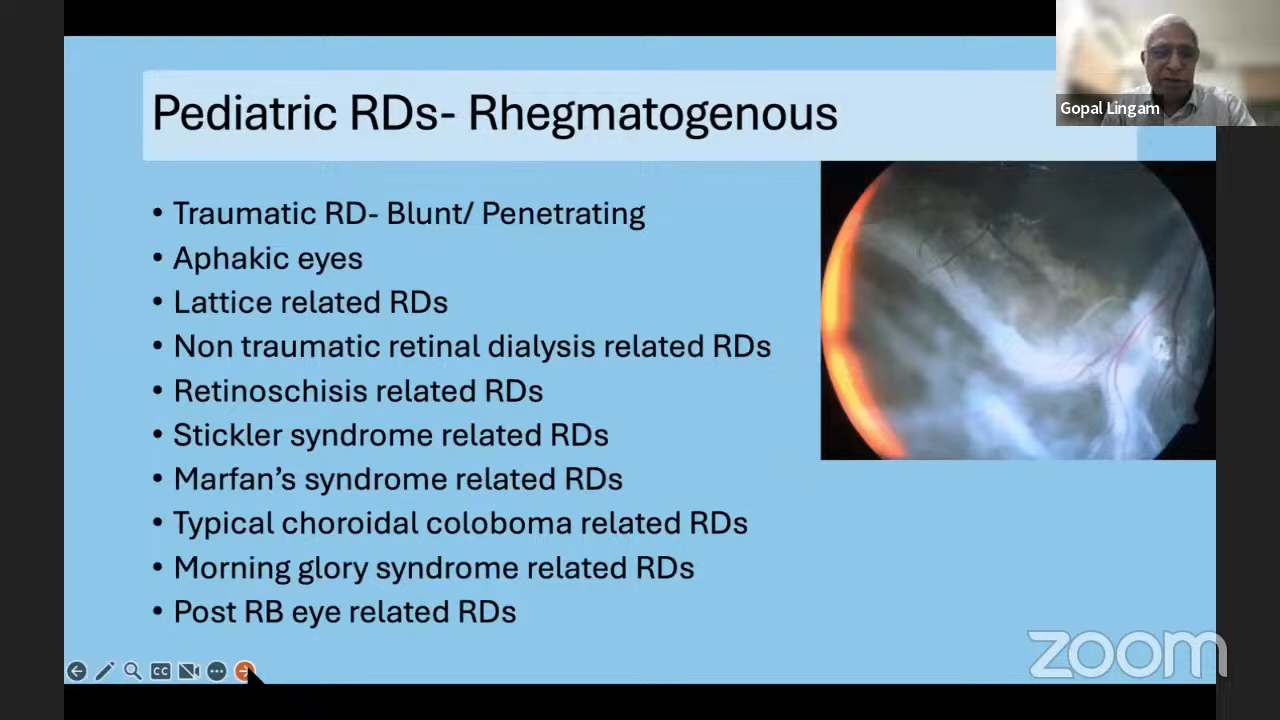 Pediatric RDs- Rhegmatogenous
Gopal Lingam
• Traumatic RD- Blunt/ Penetrating
• Aphakic eyes
• Lattice related RDs
• Non traumatic retinal dialysis related RDs
• Retinoschisis related RDs
• Stickler syndrome related RDs
• Marfan’s syndrome related RDs
• Typical choroidal coloboma related RDs
• Morning glory syndrome related RDs
• Post RB eye related RDs
CC
zoom